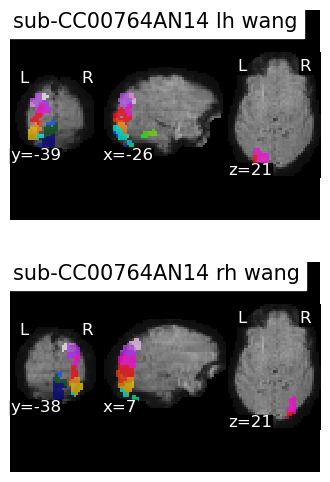 sub-CC00764AN14 lh wang
L R L R
y=-39 x=-26 z=21
sub-CC00764AN14 rh wang
L R L R
y=-38 x=7 z=21